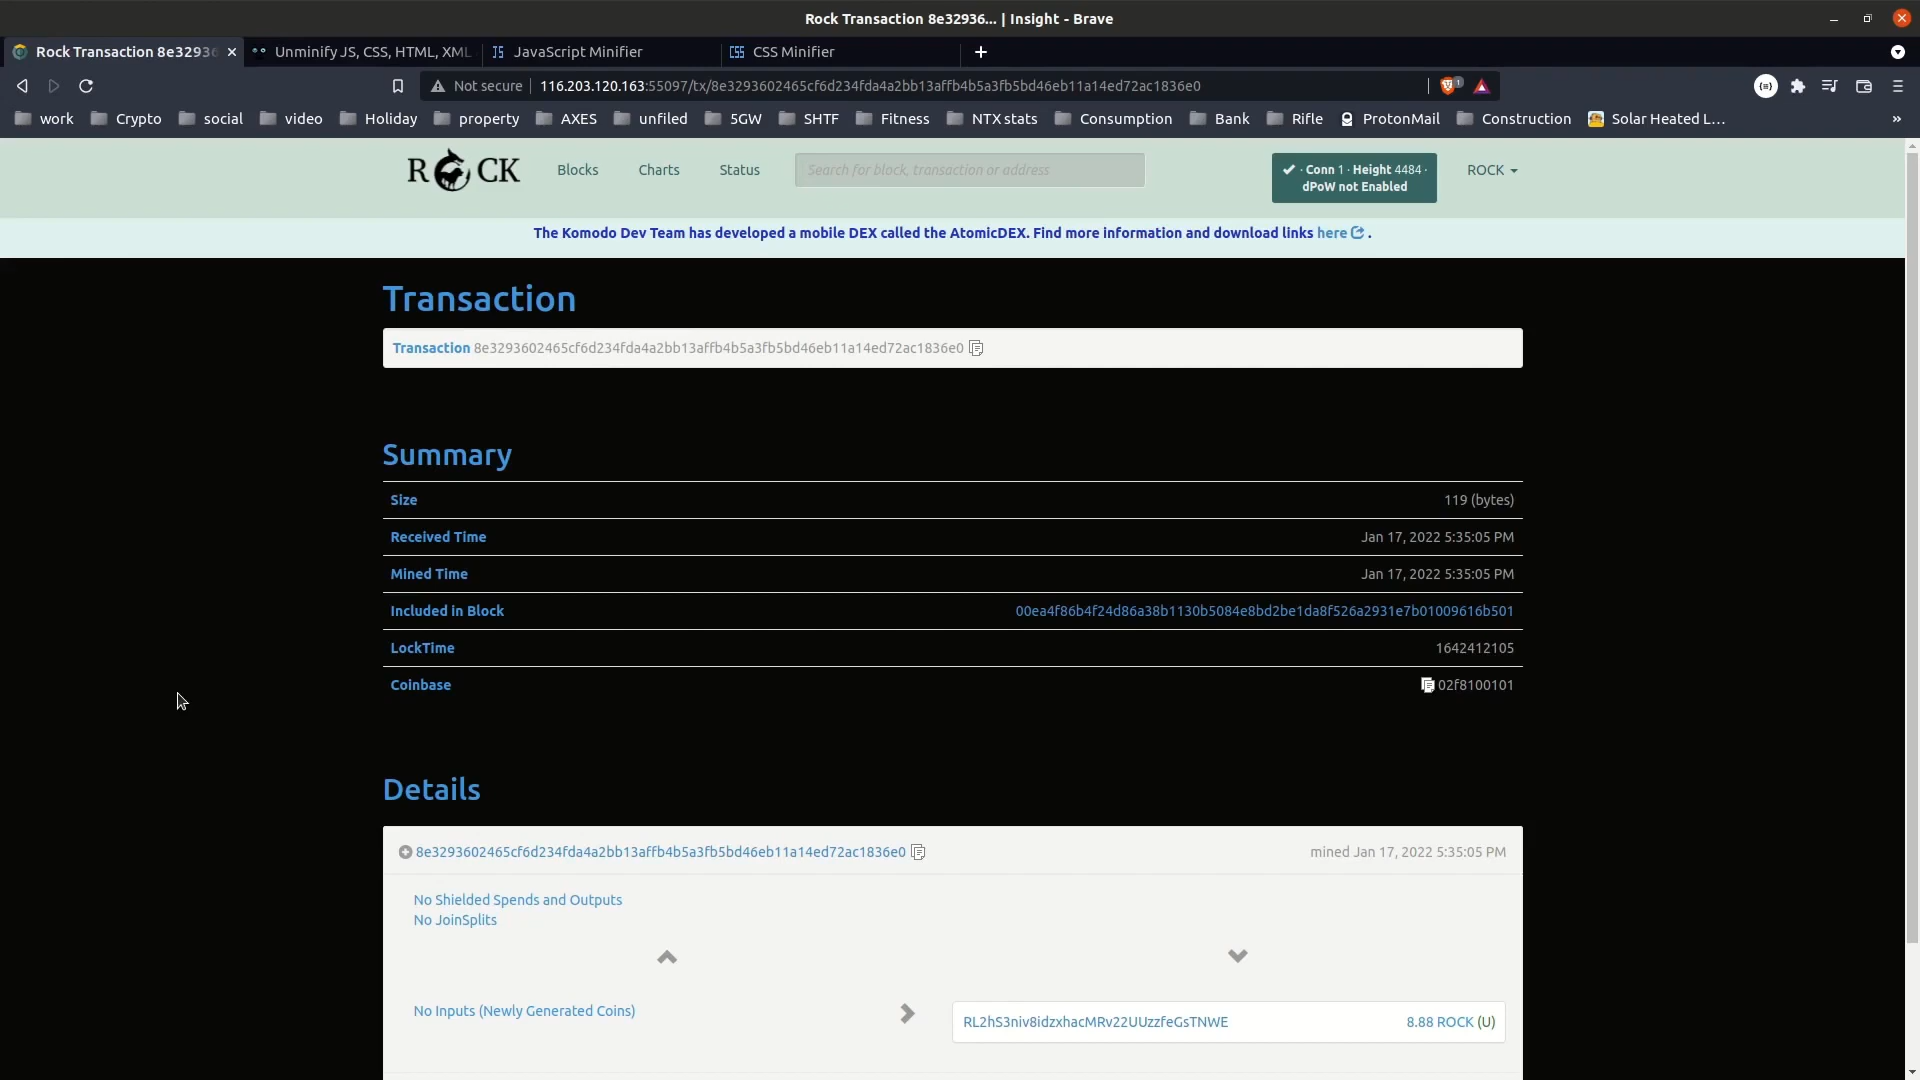 Rock Transaction 8e32936... | Insight - Brave
Rock Transaction 8e3293
Unminify JS, CSS, HTML, XML
JavaScript Minifier
CSS Minifier
Not secure
116.203.120.163:55097/tx/8e3293602465cf6d234fda4a2bb13affb4b5a3fb5bd46eb11a14ed72ac1836e0
work Crypto social video Holiday property AXES unfiled 5GW SHTF Fitness NTX stats Consumption Bank Rifle ProtonMail Construction Solar Heated L... »
ROCK
Blocks
Charts
Status
Search for block, transaction or address
· Conn 1 · Height 4484 ·
dPoW not Enabled
ROCK
The Komodo Dev Team has developed a mobile DEX called the AtomicDEX. Find more information and download links here .
Transaction
Transaction 8e3293602465cf6d234fda4a2bb13affb4b5a3fb5bd46eb11a14ed72ac1836e0
Summary
Size 119 (bytes)
Received Time Jan 17, 2022 5:35:05 PM
Mined Time Jan 17, 2022 5:35:05 PM
Included in Block 00ea4f86b4f24d86a38b1130b5084e8bd2be1da8f526a2931e7b01009616b501
LockTime 1642412105
Coinbase 02f8100101
Details
8e3293602465cf6d234fda4a2bb13affb4b5a3fb5bd46eb11a14ed72ac1836e0 mined Jan 17, 2022 5:35:05 PM
No Shielded Spends and Outputs
No JoinSplits
No Inputs (Newly Generated Coins)
RL2hS3niv8idzxhacMRv22UUzzfeGsTNWE 8.88 ROCK (U)